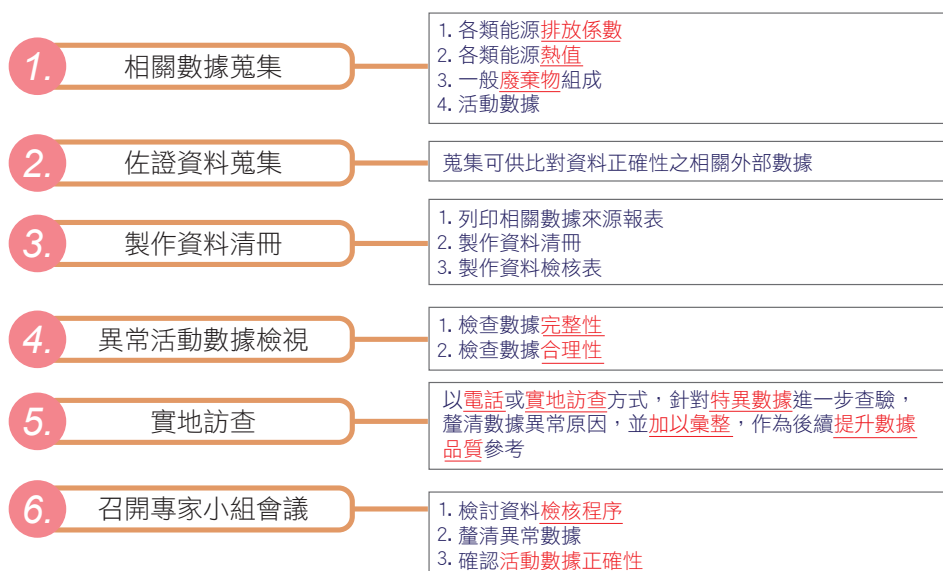 1. 相關數據蒐集
1. 各類能源排放係數
2. 各類能源熱值
3. 一般廢棄物組成
4. 活動數據
2. 佐證資料蒐集
蒐集可供比對資料正確性之相關外部數據
3. 製作資料清冊
1. 列印相關數據來源報表
2. 製作資料清冊
3. 製作資料檢核表
4. 異常活動數據檢視
1. 檢查數據完整性
2. 檢查數據合理性
5. 實地訪查
以電話或實地訪查方式，針對特異數據進一步查驗，
釐清數據異常原因，並加以彙整，作為後續提升數據
品質參考
6. 召開專家小組會議
1. 檢討資料檢核程序
2. 釐清異常數據
3. 確認活動數據正確性